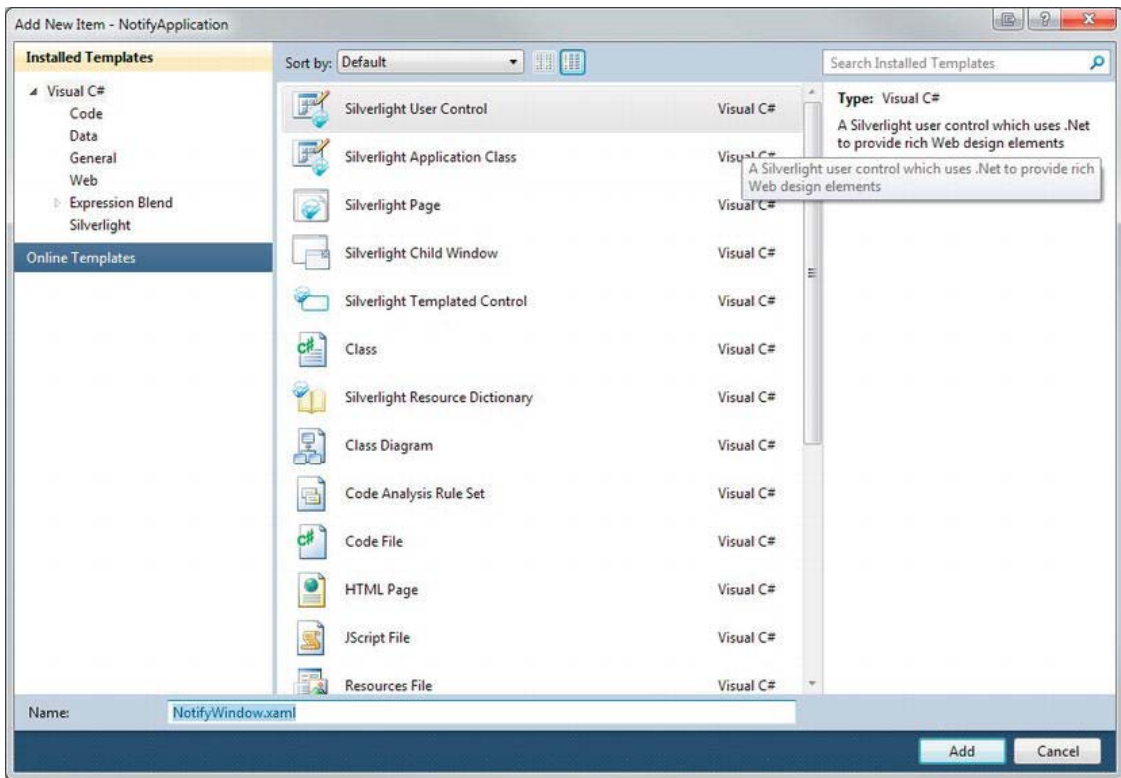 Add New Item - NotifyApplication
Installed Templates
Visual C#
Code
Data
General
Web
Expression Blend
Silverlight
Online Templates
Sort by: Default
Silverlight User Control Visual C#
Silverlight Application Class Visual C#
Silverlight Page Visual C#
Silverlight Child Window Visual C#
Silverlight Templated Control Visual C#
Class Visual C#
Silverlight Resource Dictionary Visual C#
Class Diagram Visual C#
Code Analysis Rule Set Visual C#
Code File Visual C#
HTML Page Visual C#
JScript File Visual C#
Resources File Visual C#
Search Installed Templates
Type: Visual C#
A Silverlight user control which uses .Net
to provide rich Web design elements
A Silverlight user control which uses .Net to provide rich
Web design elements
Name: NotifyWindow.xaml
Add Cancel